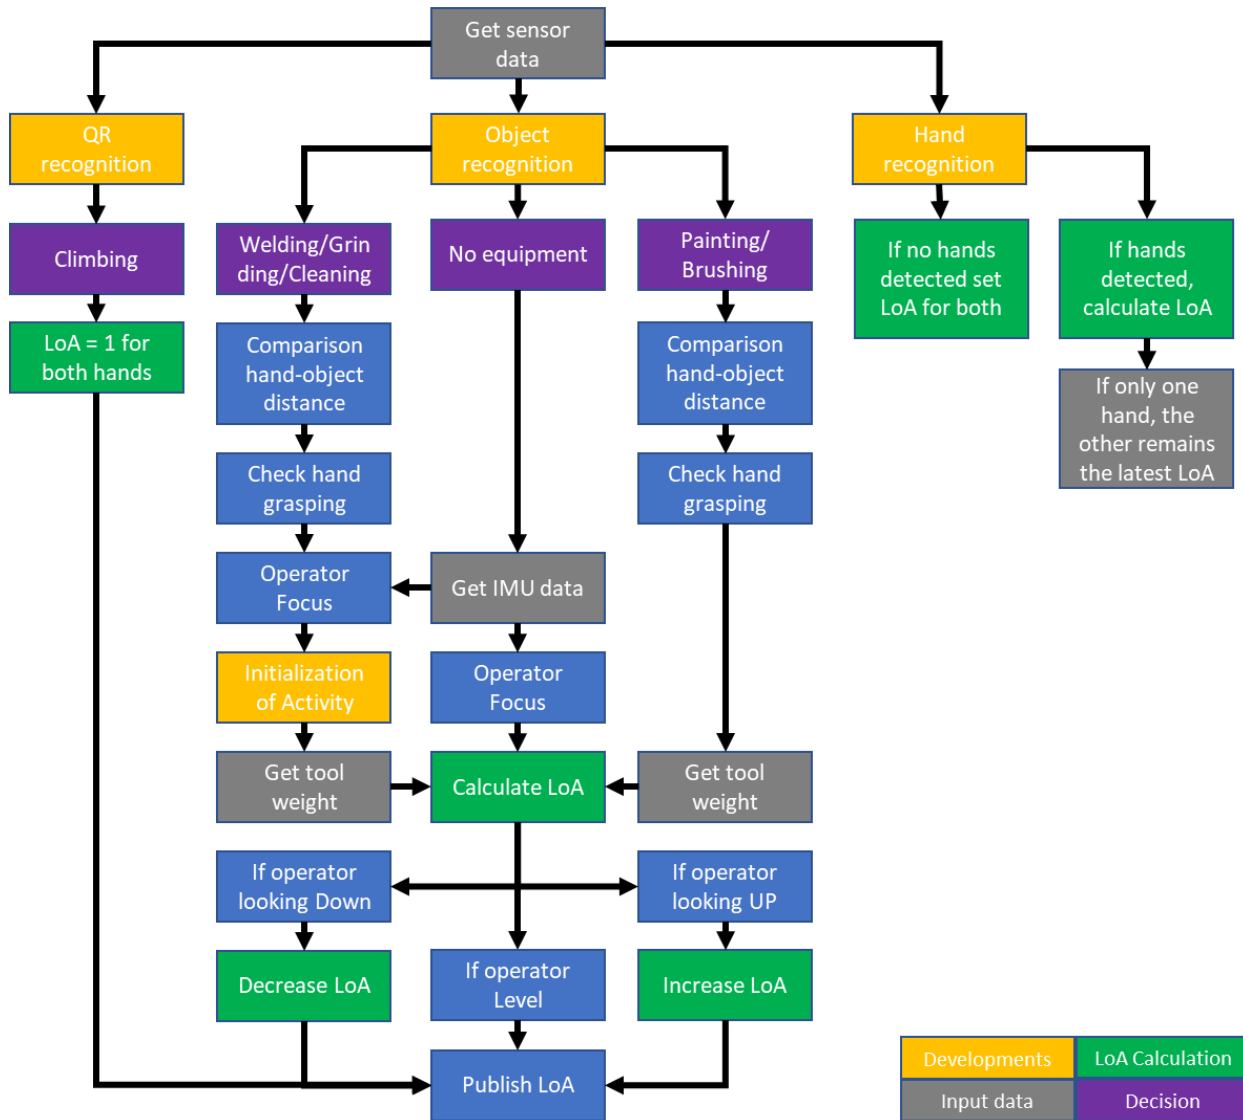 Get sensor
data
QR
recognition
Object
recognition
Hand
recognition
Climbing
Welding/Grin
ding/Cleaning
No equipment
Painting/
Brushing
If no hands
detected set
LoA for both
If hands
detected,
calculate LoA
LoA = 1 for
both hands
Comparison
hand-object
distance
Comparison
hand-object
distance
If only one
hand, the
other remains
the latest LoA
Check hand
grasping
Check hand
grasping
Operator
Focus
Get IMU data
Initialization
of Activity
Operator
Focus
Get tool
weight
Calculate LoA
Get tool
weight
If operator
looking Down
If operator
looking UP
Decrease LoA
If operator
Level
Increase LoA
Publish LoA
Developments
LoA Calculation
Input data
Decision